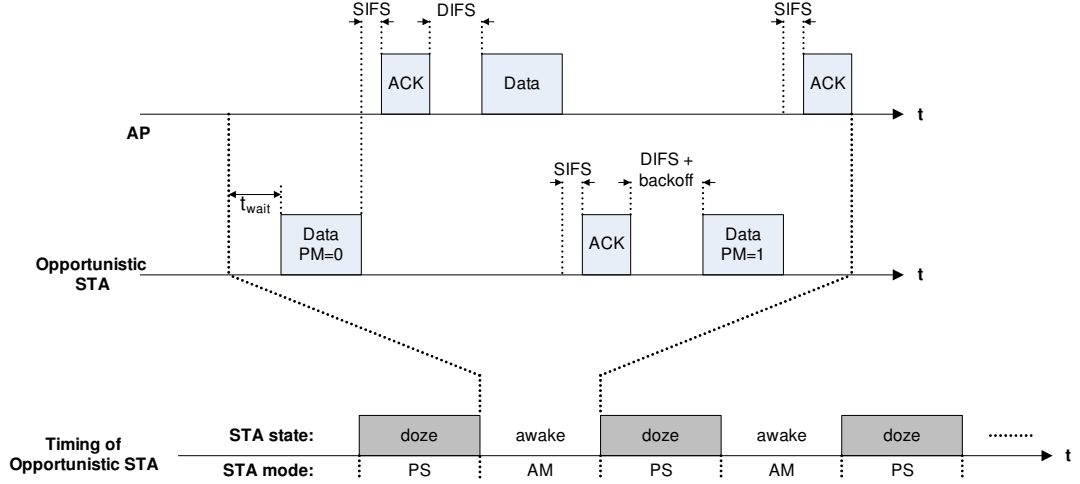 SIFS DIFS SIFS
ACK Data ACK
AP t
SIFS DIFS +
backoff
twait
Data
PM=0
ACK
Data
PM=1
Opportunistic
STA
t
Timing of
Opportunistic STA
STA state: doze awake doze awake doze ........
t
STA mode: PS AM PS AM PS